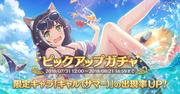 ピックアップガチャ
2018/07/31 12:00 〜 2018/08/21 14:59まで
限定キャラ「キャル(サマー)」の出現率UP!